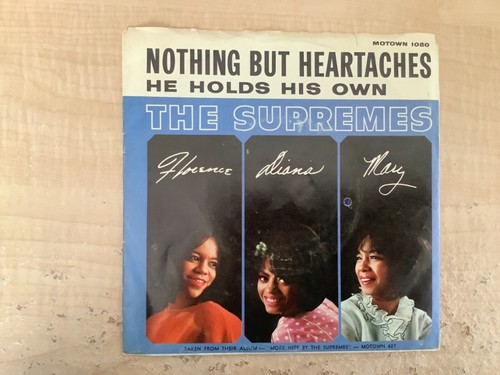 MOTOWN 1080
NOTHING BUT HEARTACHES
HE HOLDS HIS OWN
THE SUPREMES
Florence Diana Mary
TAKEN FROM THEIR ALBUM — "MORE HITS BY THE SUPREMES" — MOTOWN 627